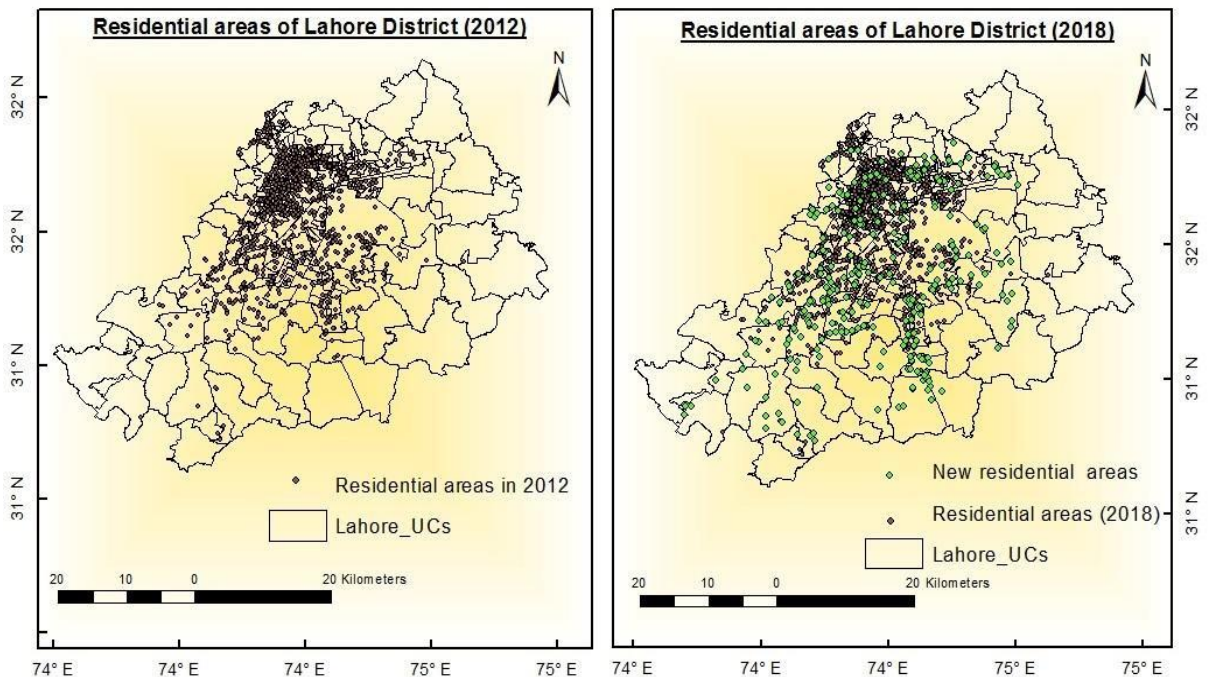 Residential areas of Lahore District (2012)
N
32° N
32° N
31° N
31° N
Residential areas in 2012
Lahore_UCs
20 10 0 20 Kilometers
74° E 74° E 74° E 75° E 75° E
Residential areas of Lahore District (2018)
N
32° N
32° N
31° N
31° N
New residential areas
Residential areas (2018)
Lahore_UCs
20 10 0 20 Kilometers
74° E 74° E 74° E 75° E 75° E